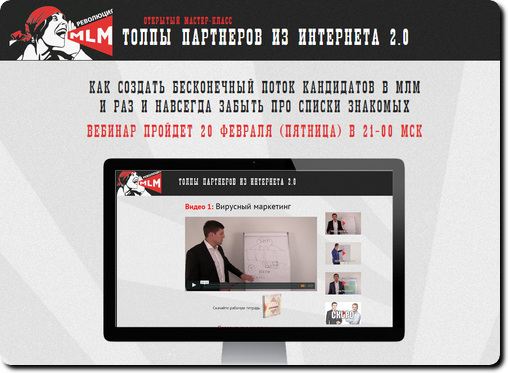 ОТКРЫТЫЙ МАСТЕР-КЛАСС
РЕВОЛЮЦИЯ
MLM
ТОЛПЫ ПАРТНЕРОВ ИЗ ИНТЕРНЕТА 2.0
КАК СОЗДАТЬ БЕСКОНЕЧНЫЙ ПОТОК КАНДИДАТОВ В МЛМ
И РАЗ И НАВСЕГДА ЗАБЫТЬ ПРО СПИСКИ ЗНАКОМЫХ
ВЕБИНАР ПРОЙДЕТ 20 ФЕВРАЛЯ (ПЯТНИЦА) В 21-00 МСК
MLM
ТОЛПЫ ПАРТНЕРОВ ИЗ ИНТЕРНЕТА 2.0
Видео 1: Вирусный маркетинг
Скачайте рабочую тетрадь
СКОРО